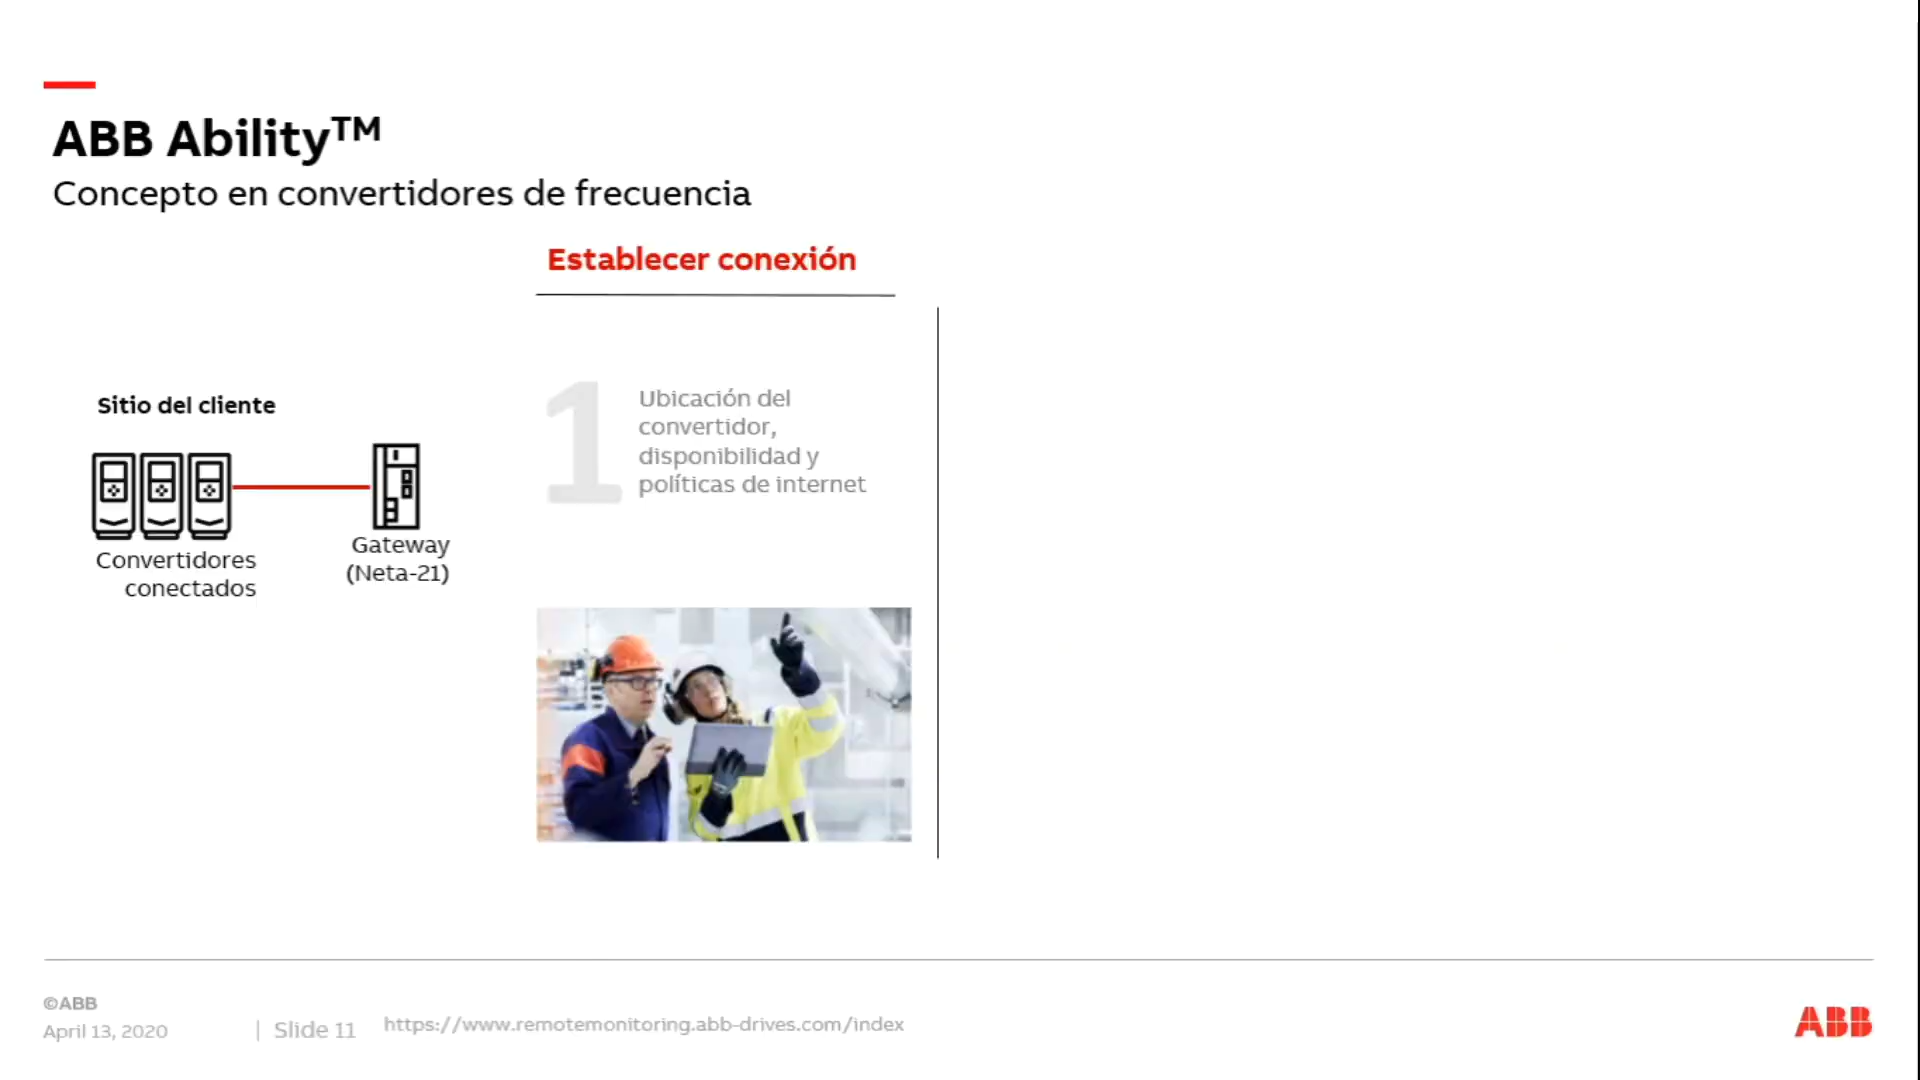 ABB Ability™
Concepto en convertidores de frecuencia
Establecer conexión
Sitio del cliente
Convertidores
conectados
Gateway
(Neta-21)
1
Ubicación del
convertidor,
disponibilidad y
políticas de internet
©ABB
April 13, 2020
| Slide 11
https://www.remotemonitoring.abb-drives.com/index
ABB